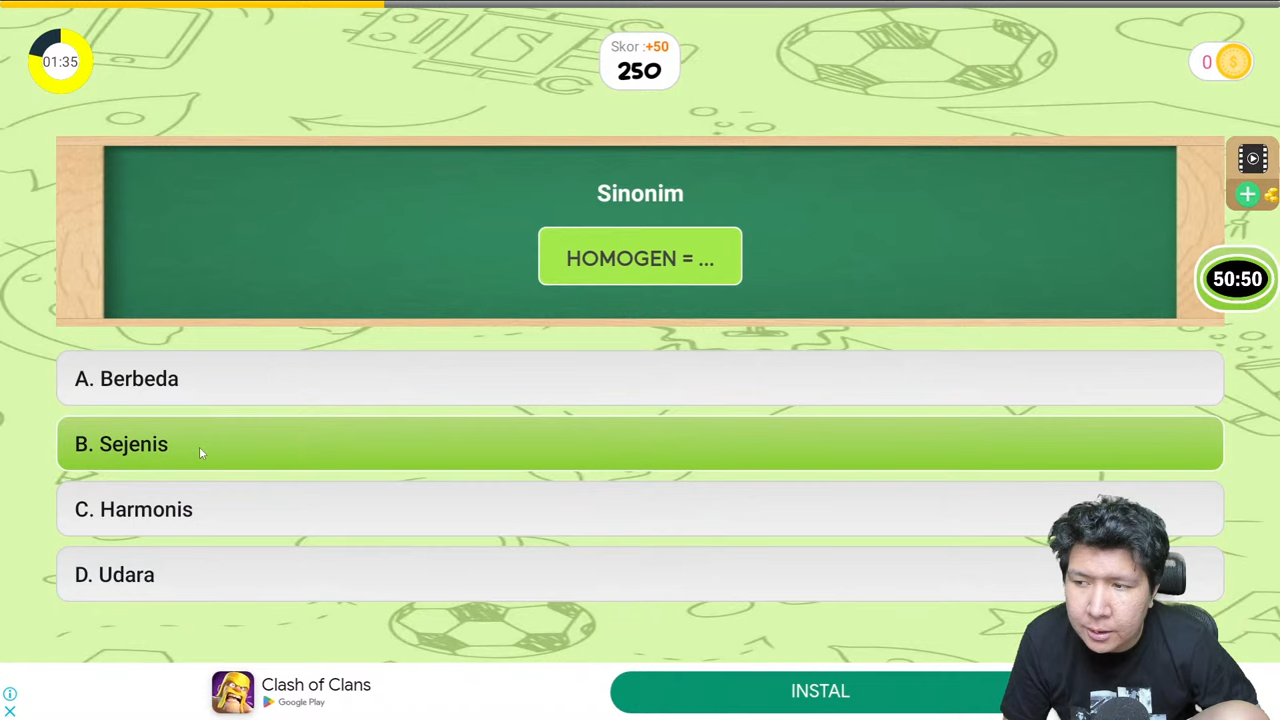 01:35
Skor :+50
250
0
Sinonim
HOMOGEN = ...
50:50
A. Berbeda
B. Sejenis
C. Harmonis
D. Udara
Clash of Clans
Google Play
INSTAL